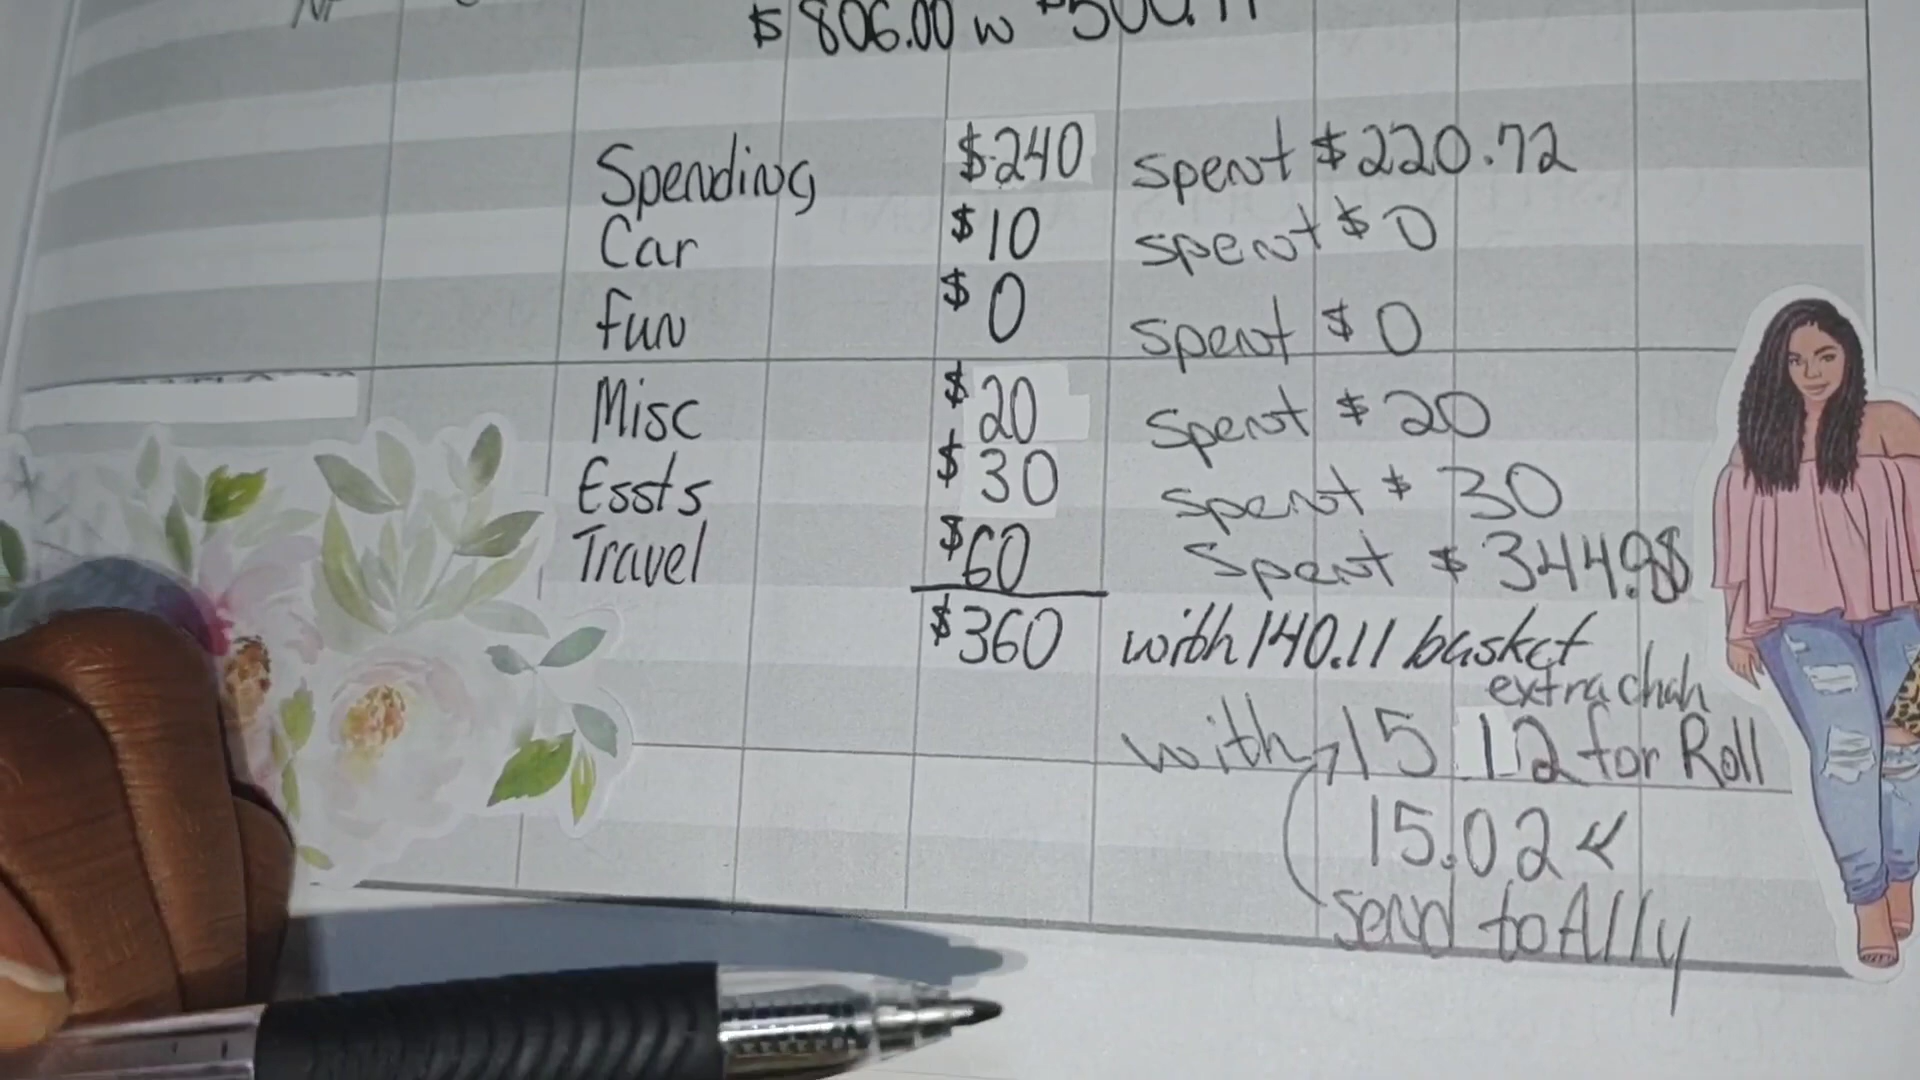 $806.00 w
Spending $240 spent $220.72
Car $10 spent $0
Fun $0 spent $0
Misc $20 spent $20
Essts $30 spent $30
Travel $60 spent $344.98
$360 with 140.11 basket
extra chah
with 15.12 for Roll
15.02
send to Ally